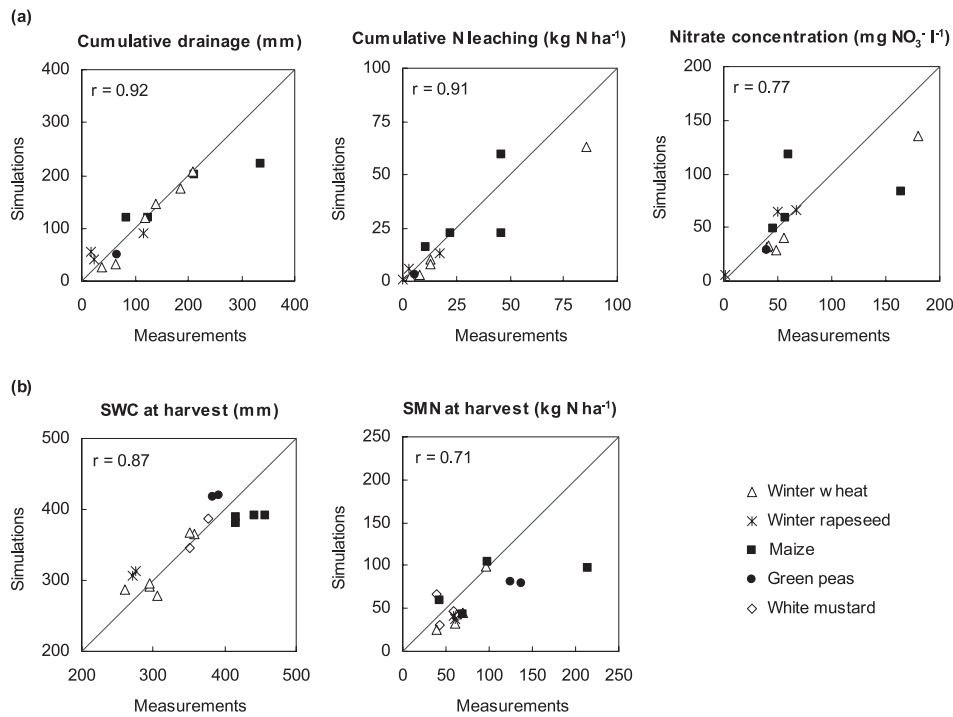 (a)
Cumulative drainage (mm)
400
300
200
100
0
Simulations
r = 0.92
0 100 200 300 400
Measurements
Cumulative N leaching (kg N ha⁻¹)
100
75
50
25
0
Simulations
r = 0.91
0 25 50 75 100
Measurements
Nitrate concentration (mg NO₃⁻ l⁻¹)
200
150
100
50
0
Simulations
r = 0.77
0 50 100 150 200
Measurements
(b)
SWC at harvest (mm)
500
400
300
200
Simulations
r = 0.87
200 300 400 500
Measurements
SMN at harvest (kg N ha⁻¹)
250
200
150
100
50
0
Simulations
r = 0.71
0 50 100 150 200 250
Measurements
Winter wheat
Winter rapeseed
Maize
Green peas
White mustard